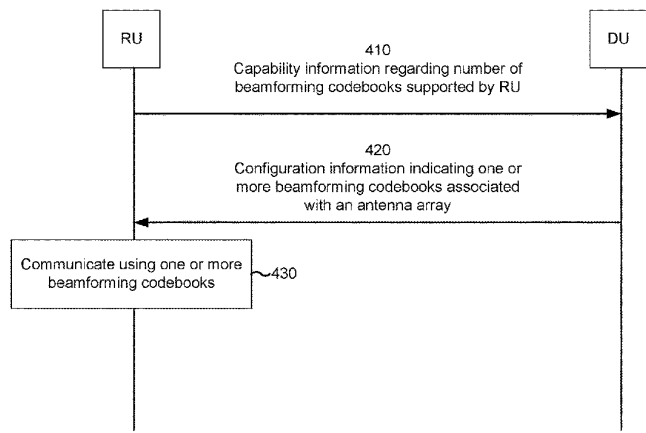 RU
DU
410
Capability information regarding number of
beamforming codebooks supported by RU
420
Configuration information indicating one or
more beamforming codebooks associated
with an antenna array
Communicate using one or more
beamforming codebooks
430